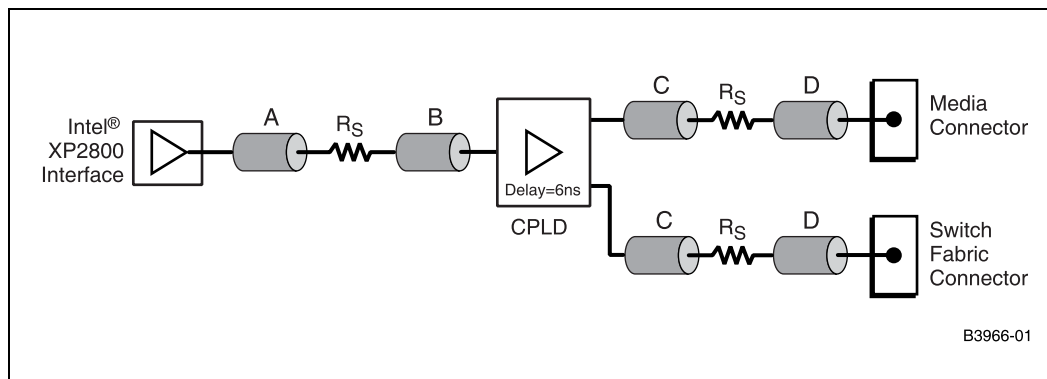 Intel®
XP2800
Interface
A
RS
B
Delay=6ns
CPLD
C
RS
D
Media
Connector
C
RS
D
Switch
Fabric
Connector
B3966-01